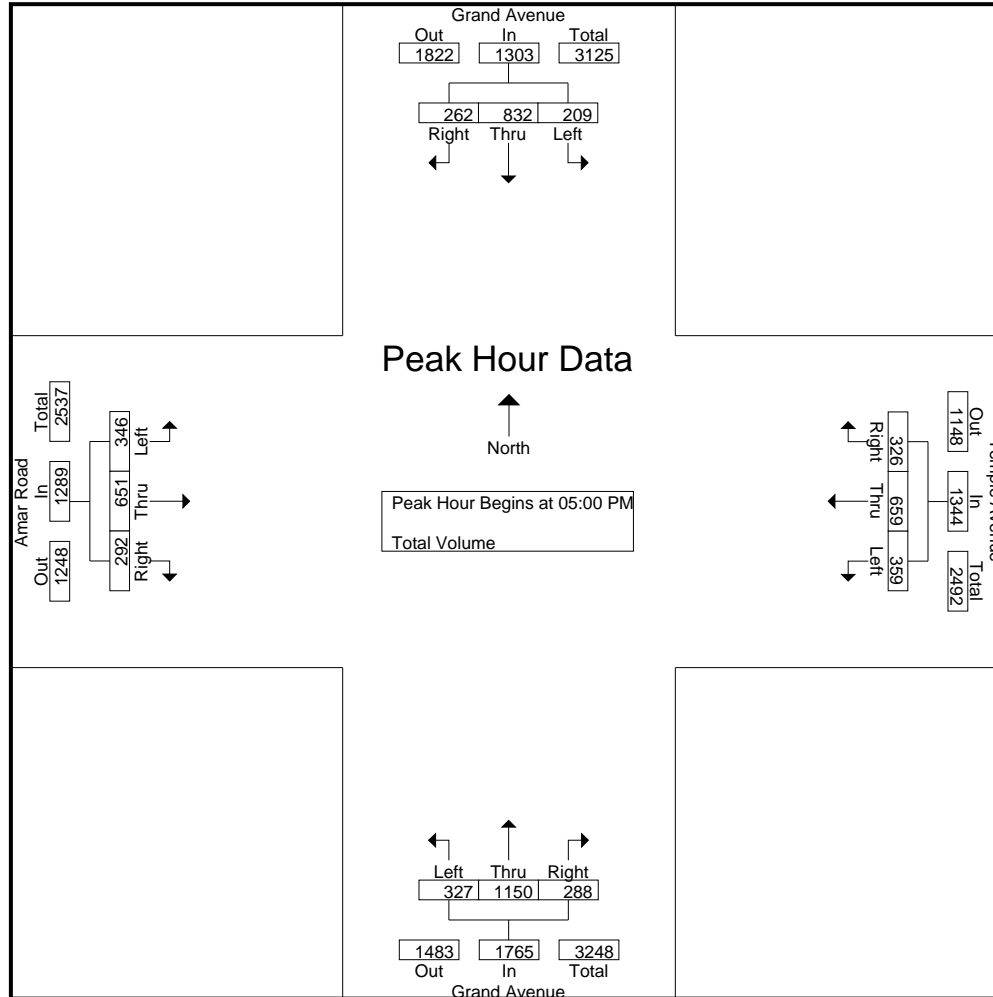 Grand Avenue
Out In Total
1822 1303 3125
262 832 209
Right Thru Left
Peak Hour Data
North
Peak Hour Begins at 05:00 PM
Total Volume
Amar Road
Out In Total
1248 1289 2537
292 651 346
Right Thru Left
Out In Total
1148 1344 2492
326 659 359
Right Thru Left
Left Thru Right
327 1150 288
1483 1765 3248
Out In Total
Grand Avenue